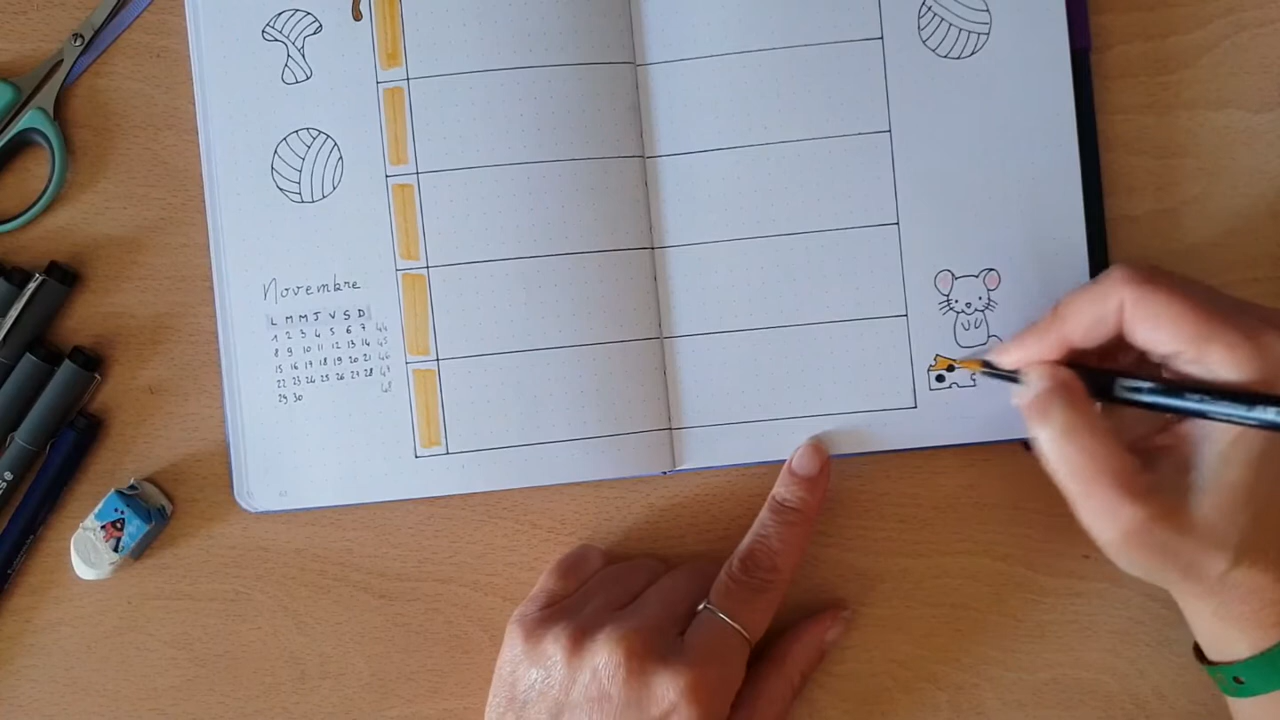 Novembre
L M M J V S D
1 2 3 4 5 6 7 44
8 9 10 11 12 13 14 45
15 16 17 18 19 20 21 46
22 23 24 25 26 27 28 47
29 30 48